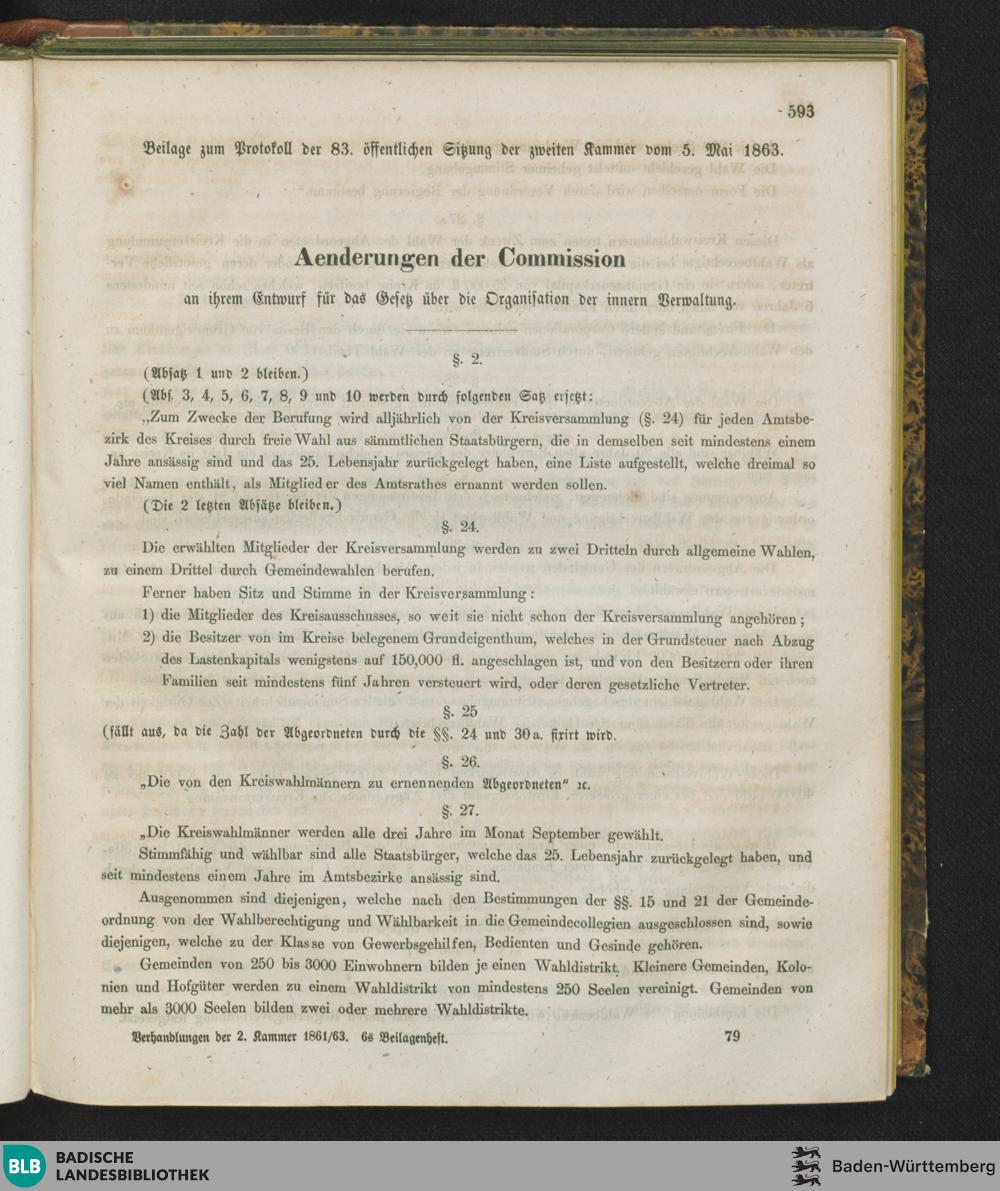 593
Beilage zum Protokoll der 83. öffentlichen Sitzung der zweiten Kammer vom 5. Mai 1863.
Aenderungen der Commission
an ihrem Entwurf für das Gesetz über die Organisation der innern Verwaltung.
§. 2.
(Absatz 1 und 2 bleiben.)
(Abs. 3, 4, 5, 6, 7, 8, 9 und 10 werden durch folgenden Satz ersetzt:
„Zum Zwecke der Berufung wird alljährlich von der Kreisversammlung (§. 24) für jeden Amtsbe-
zirk des Kreises durch freie Wahl aus sämmtlichen Staatsbürgern, die in demselben seit mindestens einem
Jahre ansässig sind und das 25. Lebensjahr zurückgelegt haben, eine Liste aufgestellt, welche dreimal so
viel Namen enthält, als Mitglieder des Amtsrathes ernannt werden sollen.
(Die 2 letzten Absätze bleiben.)
§. 24.
Die erwählten Mitglieder der Kreisversammlung werden zu zwei Dritteln durch allgemeine Wahlen,
zu einem Drittel durch Gemeindewahlen berufen.
Ferner haben Sitz und Stimme in der Kreisversammlung:
1) die Mitglieder des Kreisausschusses, so weit sie nicht schon der Kreisversammlung angehören;
2) die Besitzer von im Kreise belegenem Grundeigenthum, welches in der Grundsteuer nach Abzug
des Lastenkapitals wenigstens auf 150,000 fl. angeschlagen ist, und von den Besitzern oder ihren
Familien seit mindestens fünf Jahren versteuert wird, oder deren gesetzliche Vertreter.
§. 25
(fällt aus, da die Zahl der Abgeordneten durch die §§. 24 und 30a. fixirt wird.
§. 26.
„Die von den Kreiswahlmännern zu ernennenden Abgeordneten" ꝛc.
§. 27.
„Die Kreiswahlmänner werden alle drei Jahre im Monat September gewählt.
Stimmfähig und wählbar sind alle Staatsbürger, welche das 25. Lebensjahr zurückgelegt haben, und
seit mindestens einem Jahre im Amtsbezirke ansässig sind.
Ausgenommen sind diejenigen, welche nach den Bestimmungen der §§. 15 und 21 der Gemeinde-
ordnung von der Wahlberechtigung und Wählbarkeit in die Gemeindecollegien ausgeschlossen sind, sowie
diejenigen, welche zu der Klasse von Gewerbsgehilfen, Bedienten und Gesinde gehören.
Gemeinden von 250 bis 3000 Einwohnern bilden je einen Wahldistrikt. Kleinere Gemeinden, Kolo-
nien und Hofgüter werden zu einem Wahldistrikt von mindestens 250 Seelen vereinigt. Gemeinden von
mehr als 3000 Seelen bilden zwei oder mehrere Wahldistrikte.
Verhandlungen der 2. Kammer 1861/63. 6s Beilagenheft. 79
BLB BADISCHE
LANDESBIBLIOTHEK
Baden-Württemberg